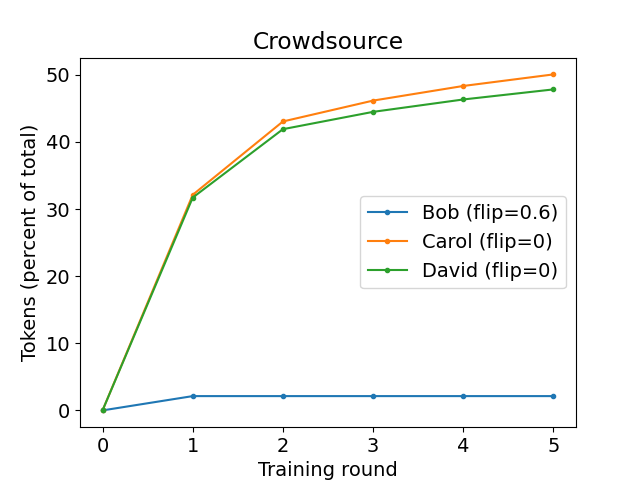 Crowdsource
Tokens (percent of total)
50
40
30
20
10
0
Bob (flip=0.6)
Carol (flip=0)
David (flip=0)
0 1 2 3 4 5
Training round